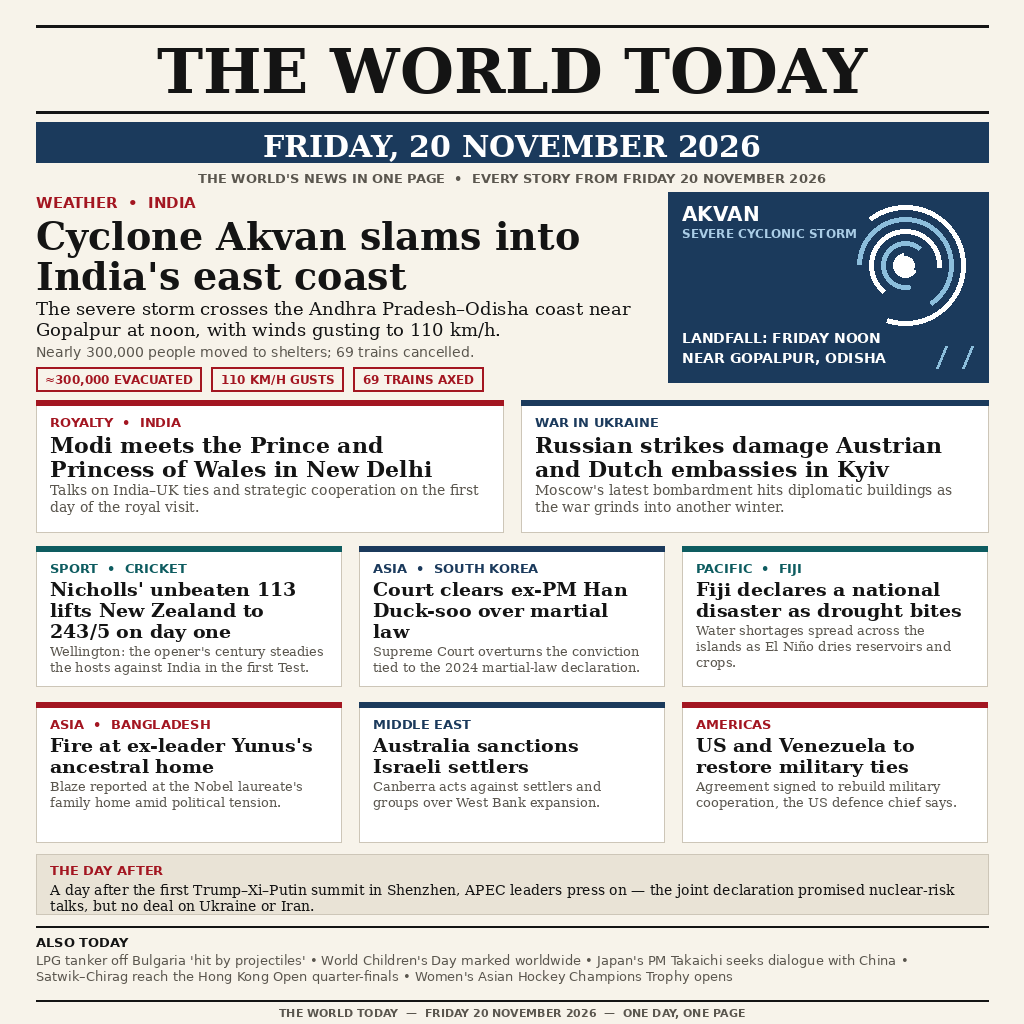 THE WORLD TODAY
FRIDAY, 20 NOVEMBER 2026
THE WORLD'S NEWS IN ONE PAGE • EVERY STORY FROM FRIDAY 20 NOVEMBER 2026
WEATHER • INDIA
Cyclone Akvan slams into
India's east coast
The severe storm crosses the Andhra Pradesh–Odisha coast near
Gopalpur at noon, with winds gusting to 110 km/h.
Nearly 300,000 people moved to shelters; 69 trains cancelled.
≈300,000 EVACUATED
110 KM/H GUSTS
69 TRAINS AXED
AKVAN
SEVERE CYCLONIC STORM
LANDFALL: FRIDAY NOON
NEAR GOPALPUR, ODISHA
ROYALTY • INDIA
Modi meets the Prince and
Princess of Wales in New Delhi
Talks on India–UK ties and strategic cooperation on the first
day of the royal visit.
WAR IN UKRAINE
Russian strikes damage Austrian
and Dutch embassies in Kyiv
Moscow's latest bombardment hits diplomatic buildings as
the war grinds into another winter.
SPORT • CRICKET
Nicholls' unbeaten 113
lifts New Zealand to
243/5 on day one
Wellington: the opener's century steadies
the hosts against India in the first Test.
ASIA • SOUTH KOREA
Court clears ex-PM Han
Duck-soo over martial
law
Supreme Court overturns the conviction
tied to the 2024 martial-law declaration.
PACIFIC • FIJI
Fiji declares a national
disaster as drought bites
Water shortages spread across the
islands as El Niño dries reservoirs and
crops.
ASIA • BANGLADESH
Fire at ex-leader Yunus's
ancestral home
Blaze reported at the Nobel laureate's
family home amid political tension.
MIDDLE EAST
Australia sanctions
Israeli settlers
Canberra acts against settlers and
groups over West Bank expansion.
AMERICAS
US and Venezuela to
restore military ties
Agreement signed to rebuild military
cooperation, the US defence chief says.
THE DAY AFTER
A day after the first Trump–Xi–Putin summit in Shenzhen, APEC leaders press on — the joint declaration promised nuclear-risk
talks, but no deal on Ukraine or Iran.
ALSO TODAY
LPG tanker off Bulgaria 'hit by projectiles' • World Children's Day marked worldwide • Japan's PM Takaichi seeks dialogue with China •
Satwik–Chirag reach the Hong Kong Open quarter-finals • Women's Asian Hockey Champions Trophy opens
THE WORLD TODAY — FRIDAY 20 NOVEMBER 2026 — ONE DAY, ONE PAGE